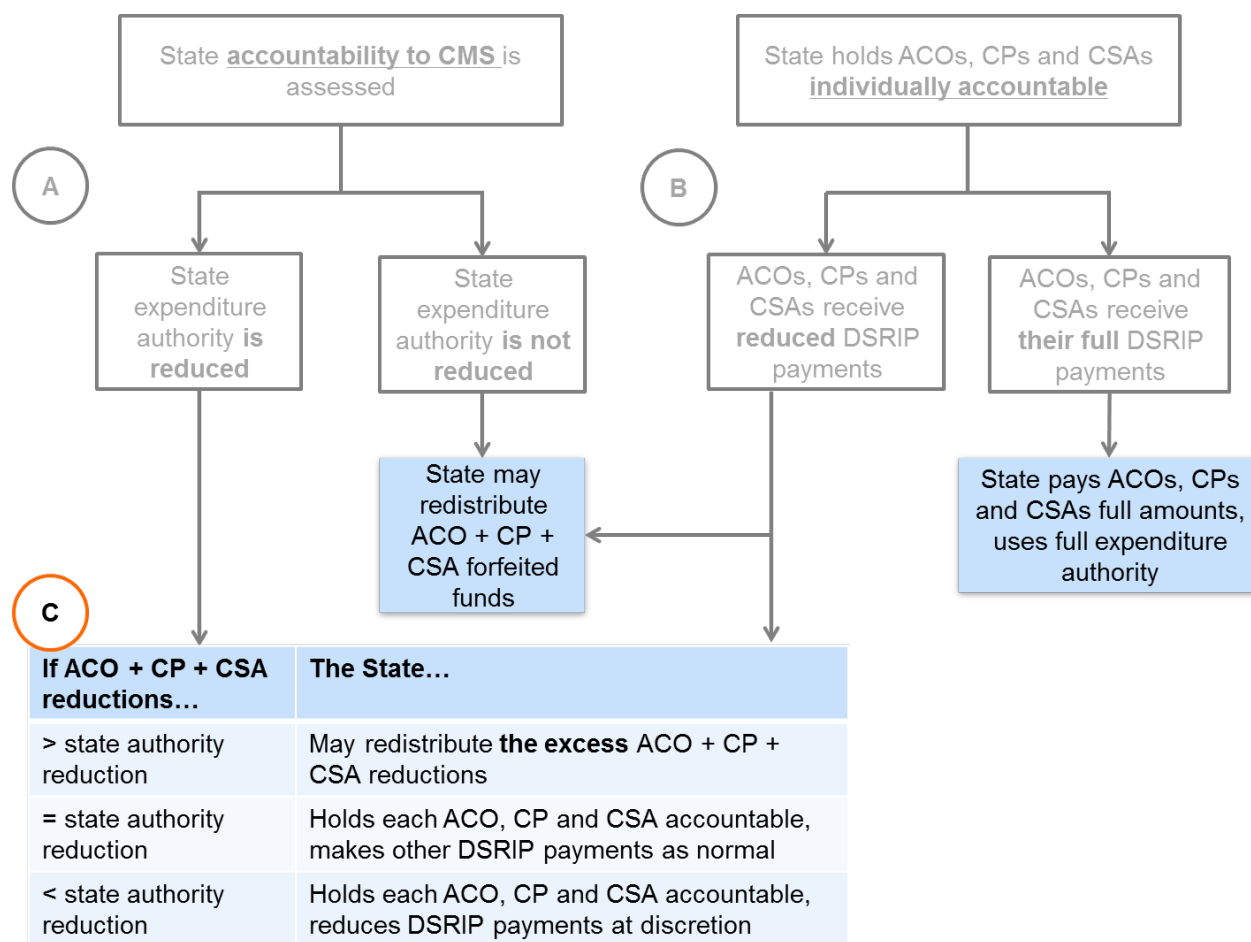 State accountability to CMS is
assessed
State holds ACOs, CPs and CSAs
individually accountable
A
B
State
expenditure
authority is
reduced
State
expenditure
authority is not
reduced
ACOs, CPs and
CSAs receive
reduced DSRIP
payments
ACOs, CPs and
CSAs receive
their full DSRIP
payments
State may
redistribute
ACO + CP +
CSA forfeited
funds
State pays ACOs, CPs
and CSAs full amounts,
uses full expenditure
authority
C
If ACO + CP + CSA
reductions…
The State…
> state authority
reduction
May redistribute the excess ACO + CP +
CSA reductions
= state authority
reduction
Holds each ACO, CP and CSA accountable,
makes other DSRIP payments as normal
< state authority
reduction
Holds each ACO, CP and CSA accountable,
reduces DSRIP payments at discretion